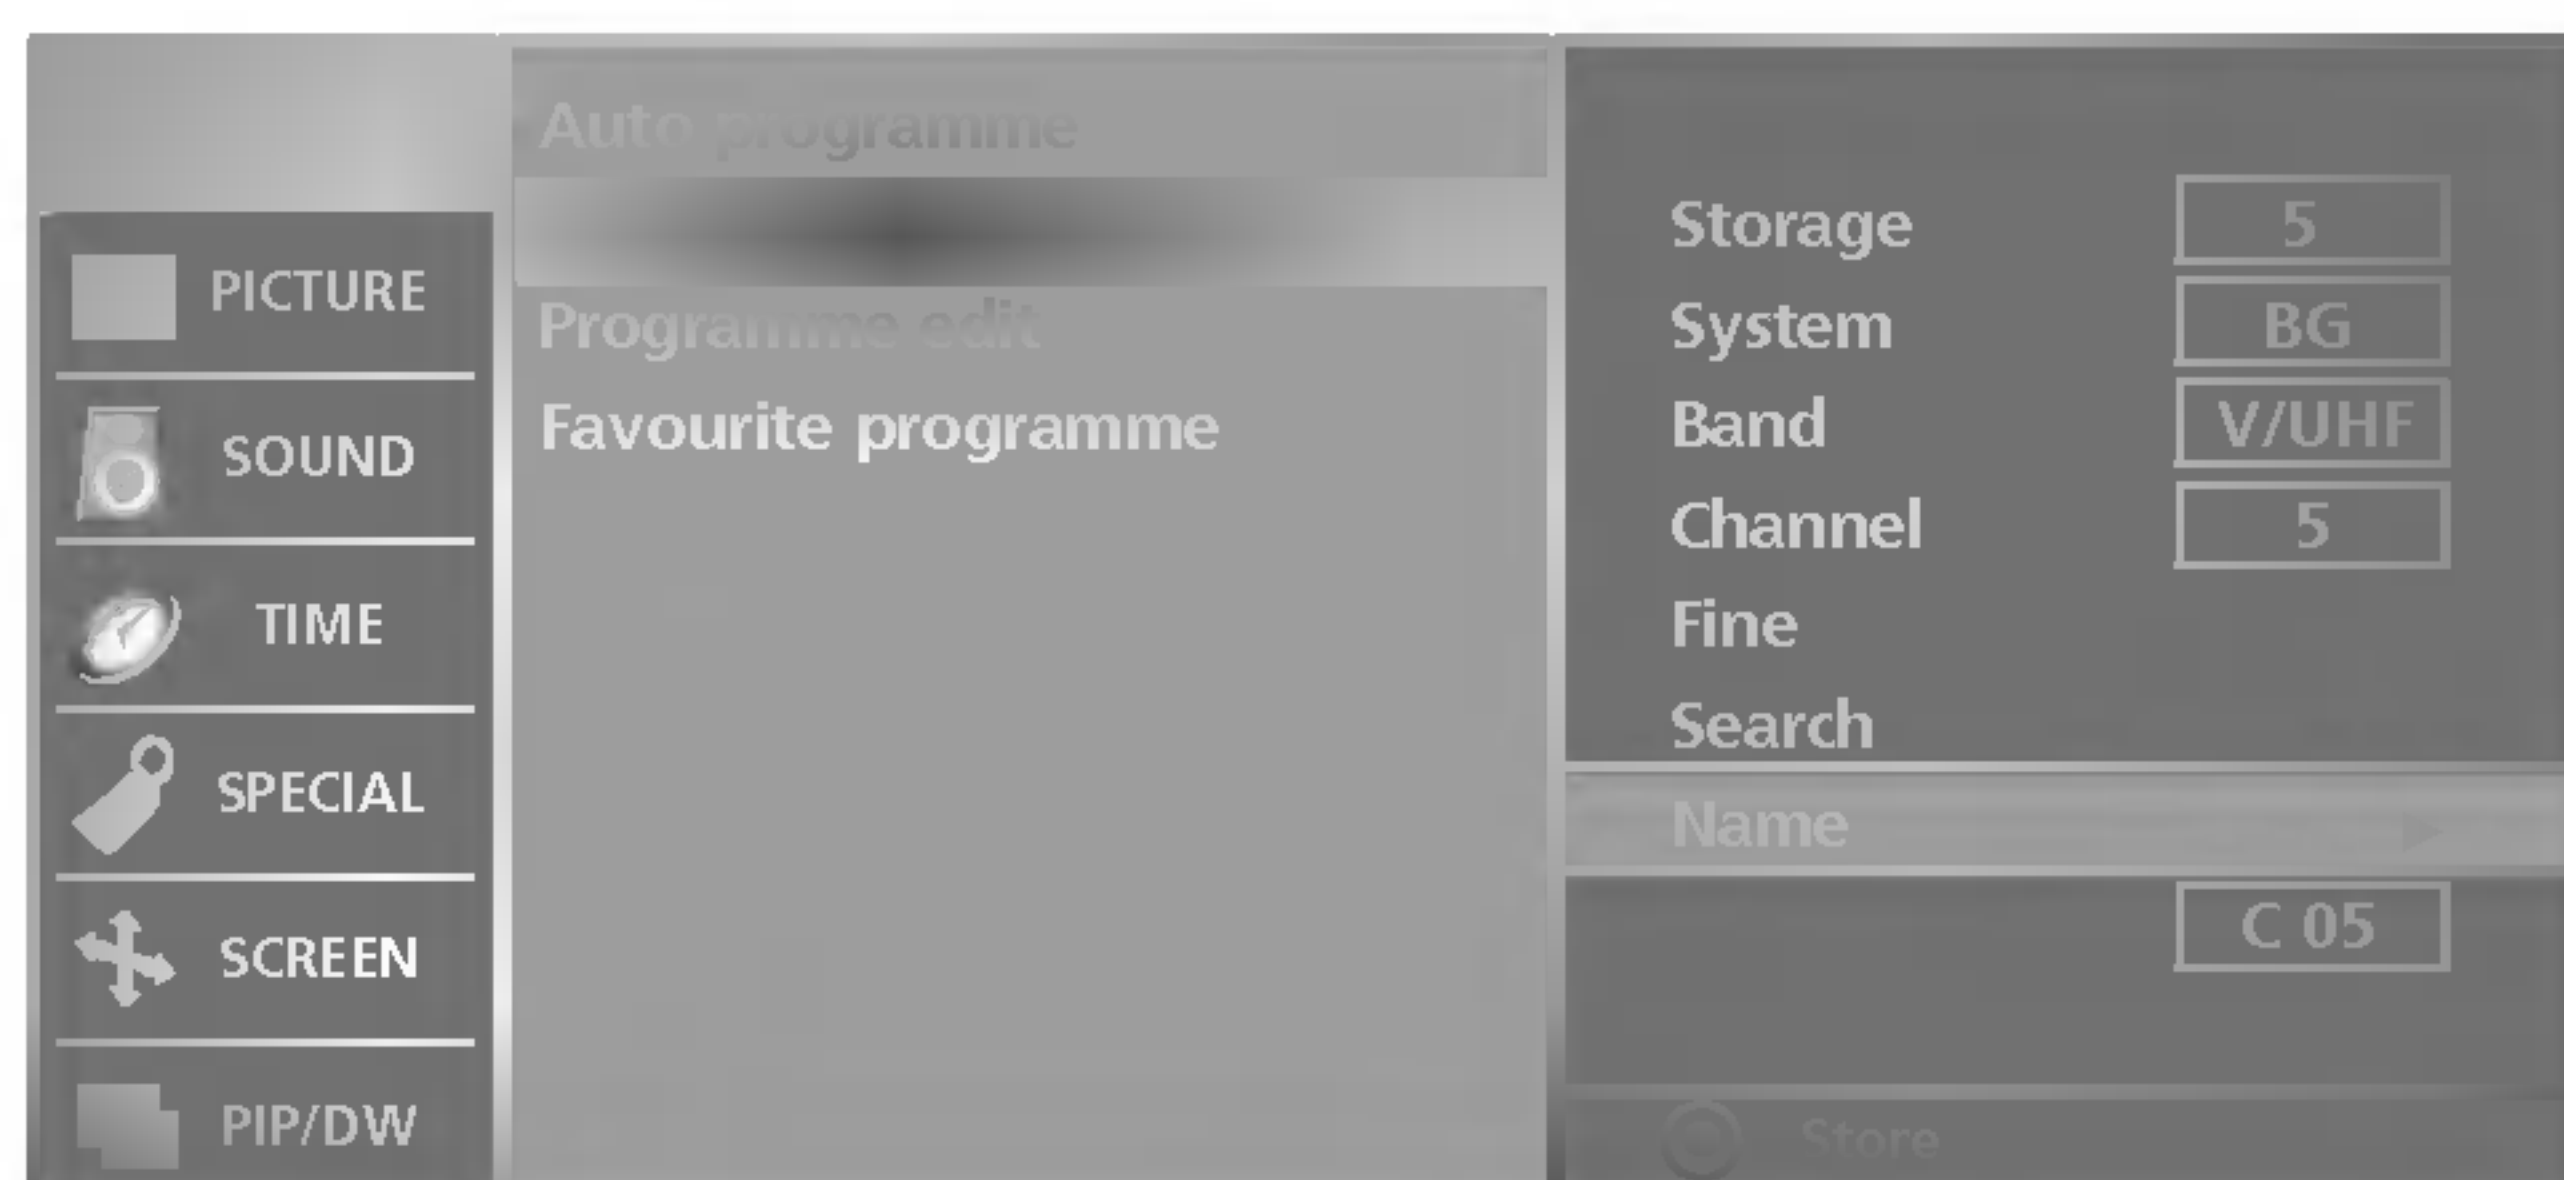 PICTURE
SOUND
TIME
SPECIAL
SCREEN
PIP/DW
Auto programme
Programme edit
Favourite programme
Storage 5
System BG
Band V/UHF
Channel 5
Fine
Search
Name
C 05
Store